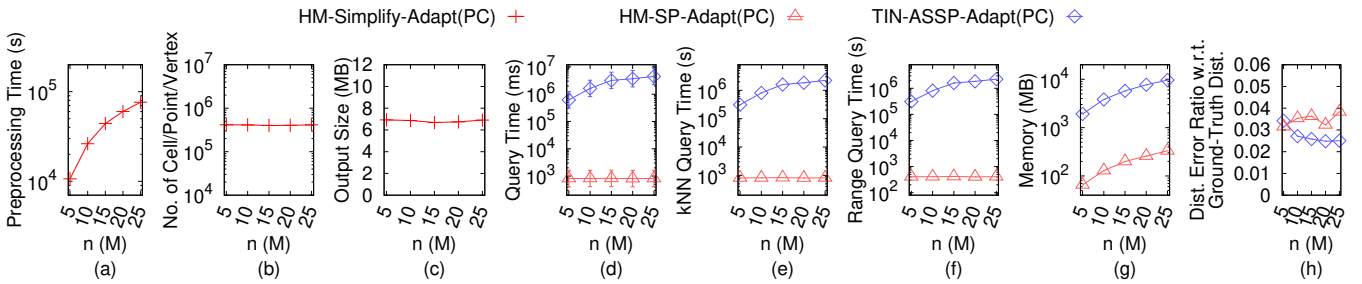 HM-Simplify-Adapt(PC) HM-SP-Adapt(PC) TIN-ASSP-Adapt(PC)
Preprocessing Time (s)
10^5
10^4
5 10 15 20 25
n (M)
(a)
No. of Cell/Point/Vertex
10^7
10^6
10^5
10^4
5 10 15 20 25
n (M)
(b)
Output Size (MB)
12
10
8
6
4
2
0
5 10 15 20 25
n (M)
(c)
Query Time (ms)
10^7
10^6
10^5
10^4
10^3
5 10 15 20 25
n (M)
(d)
kNN Query Time (s)
10^6
10^5
10^4
10^3
5 10 15 20 25
n (M)
(e)
Range Query Time (s)
10^6
10^5
10^4
10^3
10^2
5 10 15 20 25
n (M)
(f)
Memory (MB)
10^4
10^3
10^2
5 10 15 20 25
n (M)
(g)
Dist. Error Ratio w.r.t.
Ground-Truth Dist.
0.06
0.05
0.04
0.03
0.02
0.01
0
5 10 15 20 25
n (M)
(h)